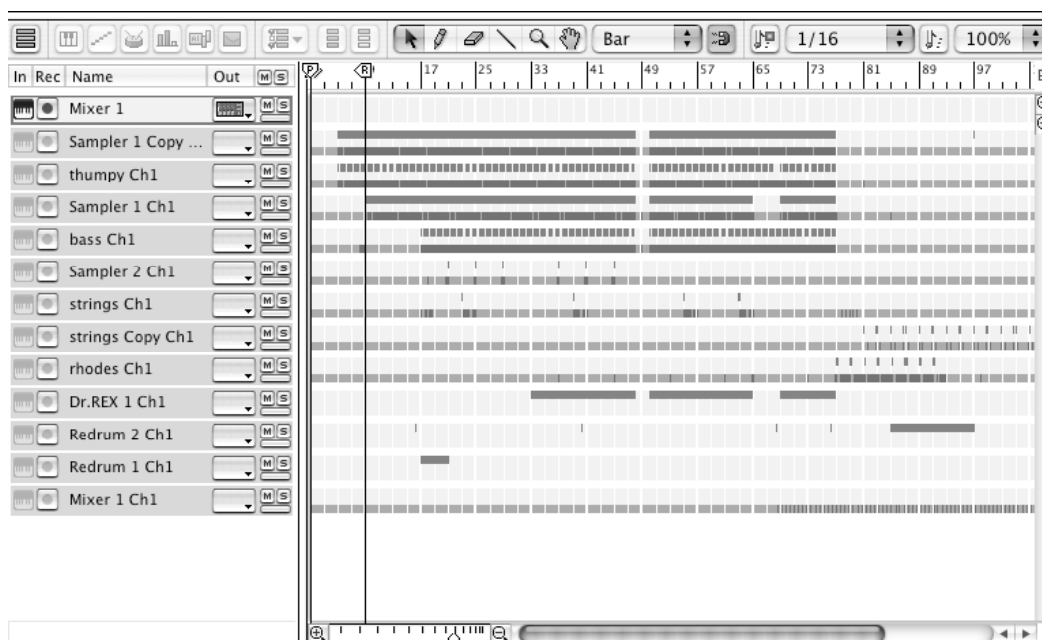 Bar 1/16 100%
In Rec Name Out M S P R 17 25 33 41 49 57 65 73 81 89 97
Mixer 1 M S
Sampler 1 Copy ... M S
thumpy Ch1 M S
Sampler 1 Ch1 M S
bass Ch1 M S
Sampler 2 Ch1 M S
strings Ch1 M S
strings Copy Ch1 M S
rhodes Ch1 M S
Dr.REX 1 Ch1 M S
Redrum 2 Ch1 M S
Redrum 1 Ch1 M S
Mixer 1 Ch1 M S